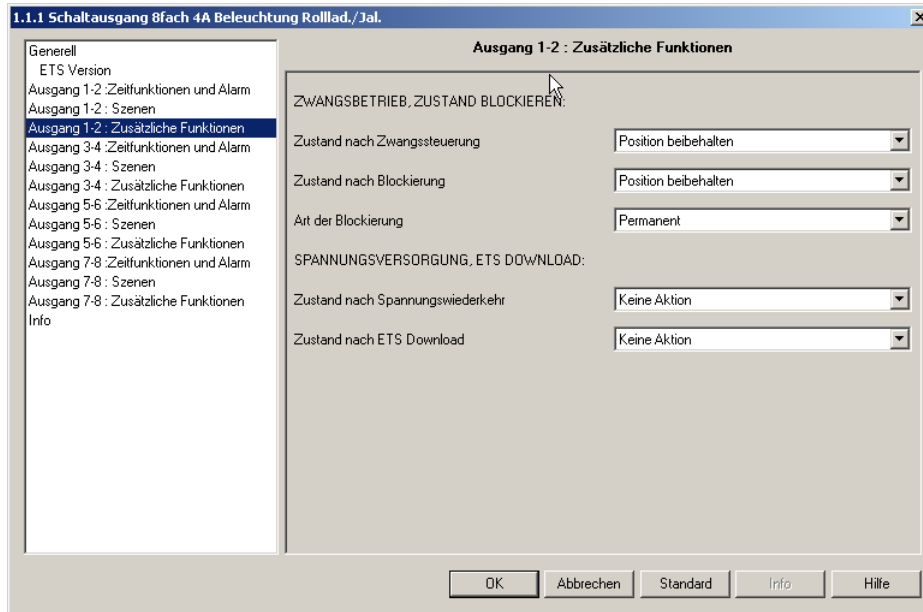 1.1.1 Schaltausgang 8fach 4A Beleuchtung Rolllad./Jal.
Generell
ETS Version
Ausgang 1-2 :Zeitfunktionen und Alarm
Ausgang 1-2 : Szenen
Ausgang 1-2 : Zusätzliche Funktionen
Ausgang 3-4 :Zeitfunktionen und Alarm
Ausgang 3-4 : Szenen
Ausgang 3-4 : Zusätzliche Funktionen
Ausgang 5-6 :Zeitfunktionen und Alarm
Ausgang 5-6 : Szenen
Ausgang 5-6 : Zusätzliche Funktionen
Ausgang 7-8 :Zeitfunktionen und Alarm
Ausgang 7-8 : Szenen
Ausgang 7-8 : Zusätzliche Funktionen
Info
Ausgang 1-2 : Zusätzliche Funktionen
ZWANGSBETRIEB, ZUSTAND BLOCKIEREN:
Zustand nach Zwangssteuerung Position beibehalten
Zustand nach Blockierung Position beibehalten
Art der Blockierung Permanent
SPANNUNGSVERSORGUNG, ETS DOWNLOAD:
Zustand nach Spannungswiederkehr Keine Aktion
Zustand nach ETS Download Keine Aktion
OK Abbrechen Standard Info Hilfe